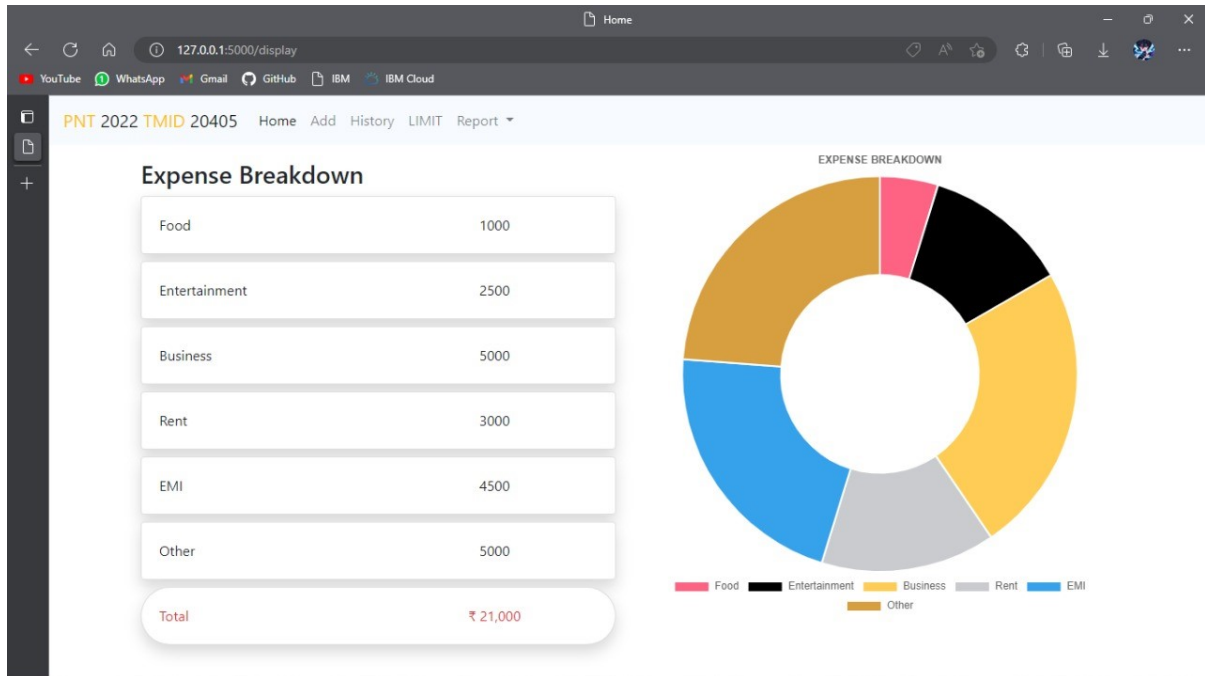 Home
127.0.0.1:5000/display
YouTube WhatsApp Gmail GitHub IBM IBM Cloud
PNT 2022 TMID 20405 Home Add History LIMIT Report
Expense Breakdown
Food 1000
Entertainment 2500
Business 5000
Rent 3000
EMI 4500
Other 5000
Total ₹ 21,000
EXPENSE BREAKDOWN
Food Entertainment Business Rent EMI
Other